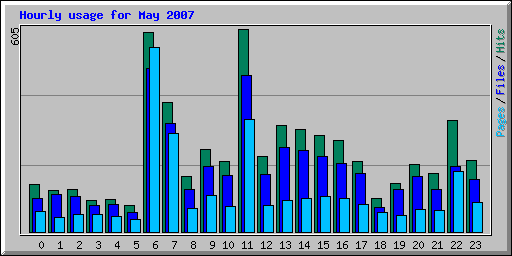 Hourly usage for May 2007
605
Pages/Files/Hits
0 1 2 3 4 5 6 7 8 9 10 11 12 13 14 15 16 17 18 19 20 21 22 23